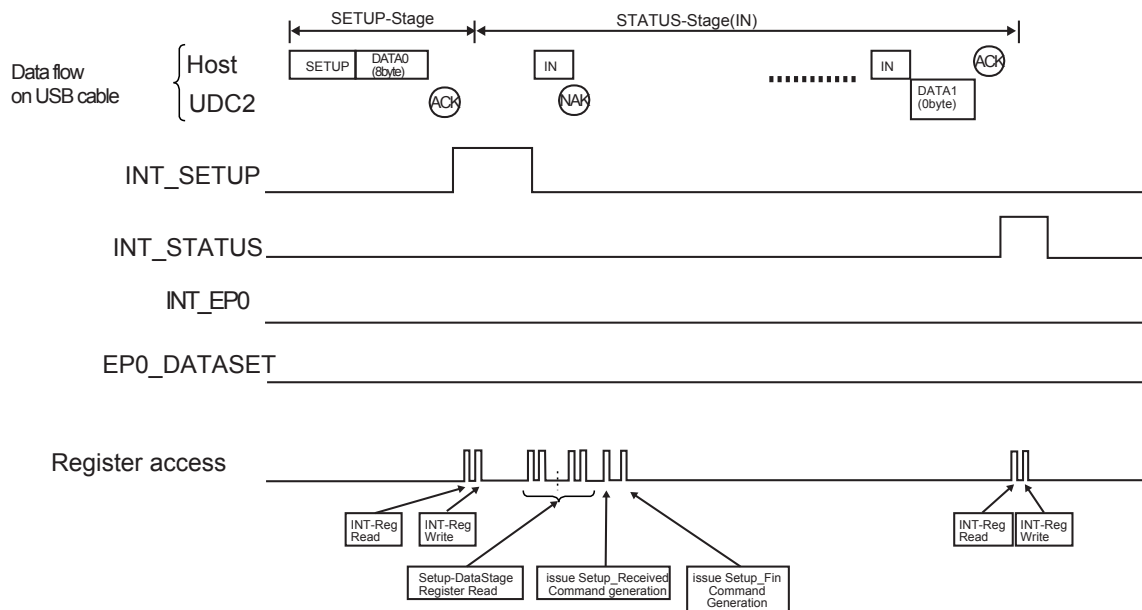 SETUP-Stage
STATUS-Stage(IN)
Data flow
on USB cable
Host
UDC2
SETUP
DATA0
(8byte)
ACK
IN
NAK
IN
DATA1
(0byte)
ACK
INT_SETUP
INT_STATUS
INT_EP0
EP0_DATASET
Register access
INT-Reg
Read
INT-Reg
Write
INT-Reg
Read
INT-Reg
Write
Setup-DataStage
Register Read
issue Setup_Received
Command generation
issue Setup_Fin
Command
Generation